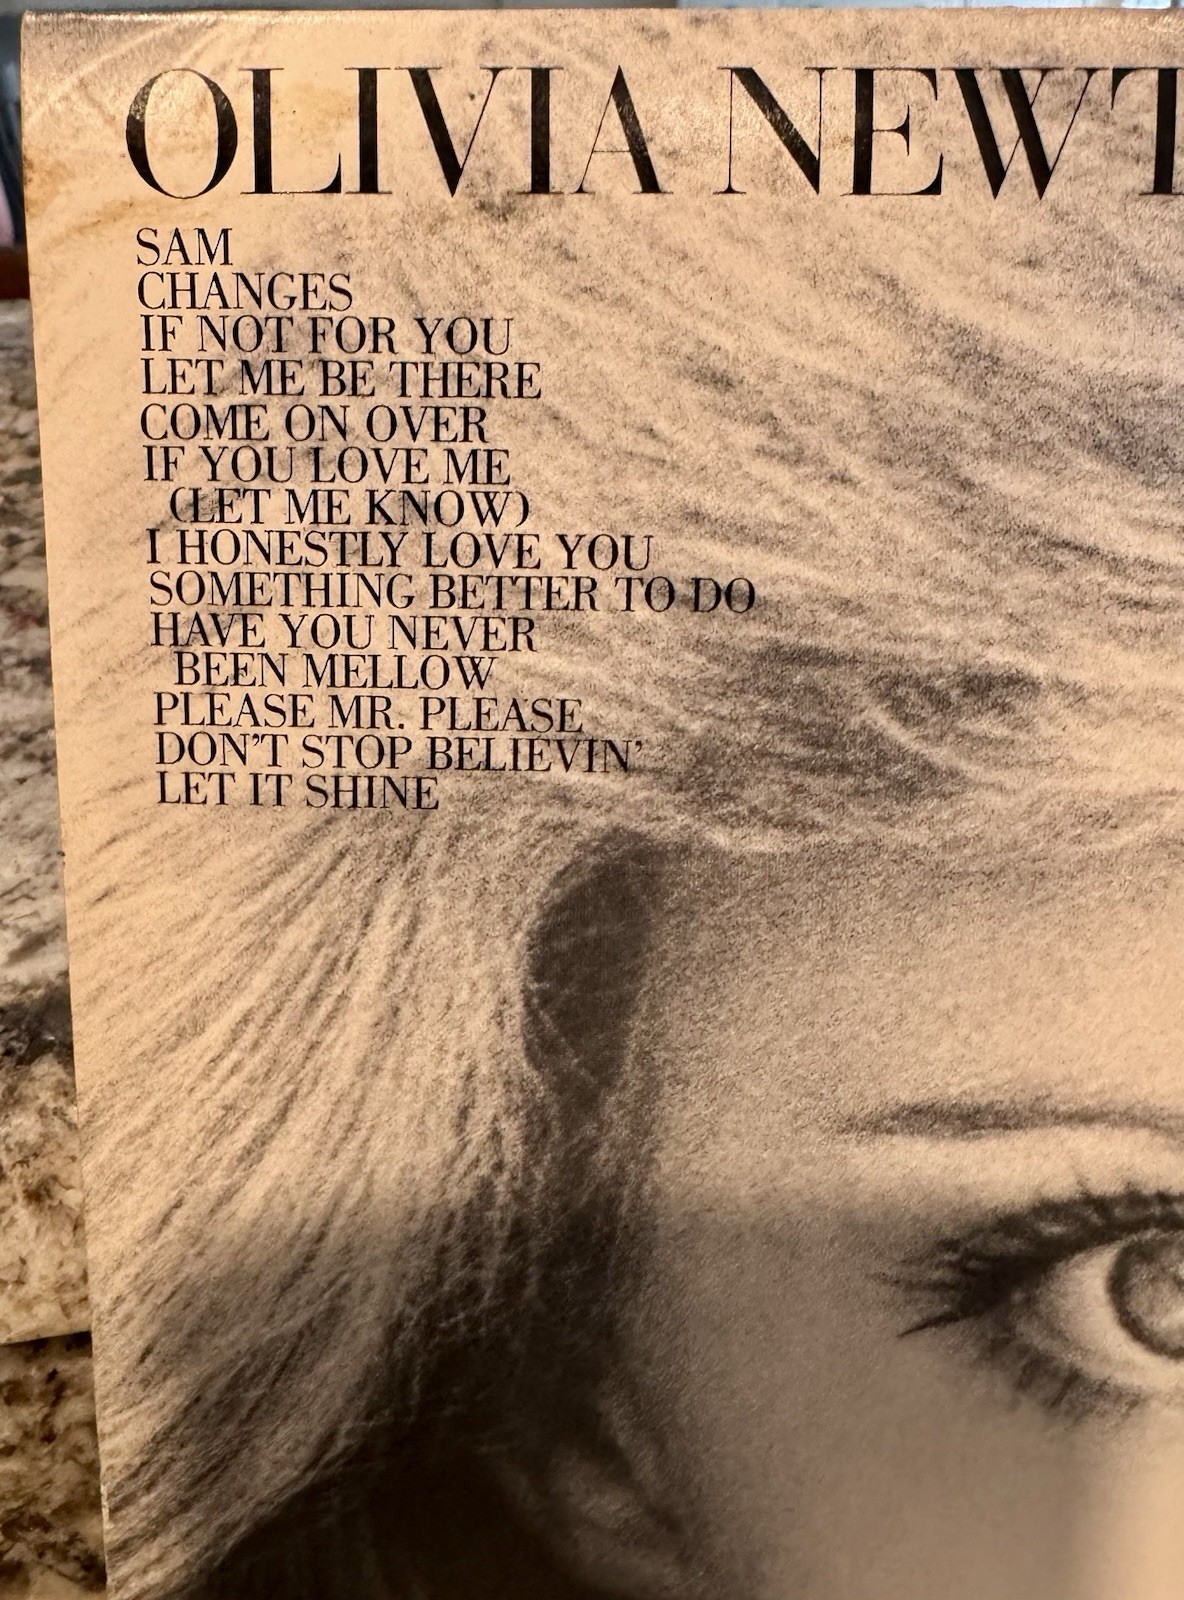 OLIVIA NEWT
SAM
CHANGES
IF NOT FOR YOU
LET ME BE THERE
COME ON OVER
IF YOU LOVE ME
(LET ME KNOW)
I HONESTLY LOVE YOU
SOMETHING BETTER TO DO
HAVE YOU NEVER
BEEN MELLOW
PLEASE MR. PLEASE
DON'T STOP BELIEVIN'
LET IT SHINE